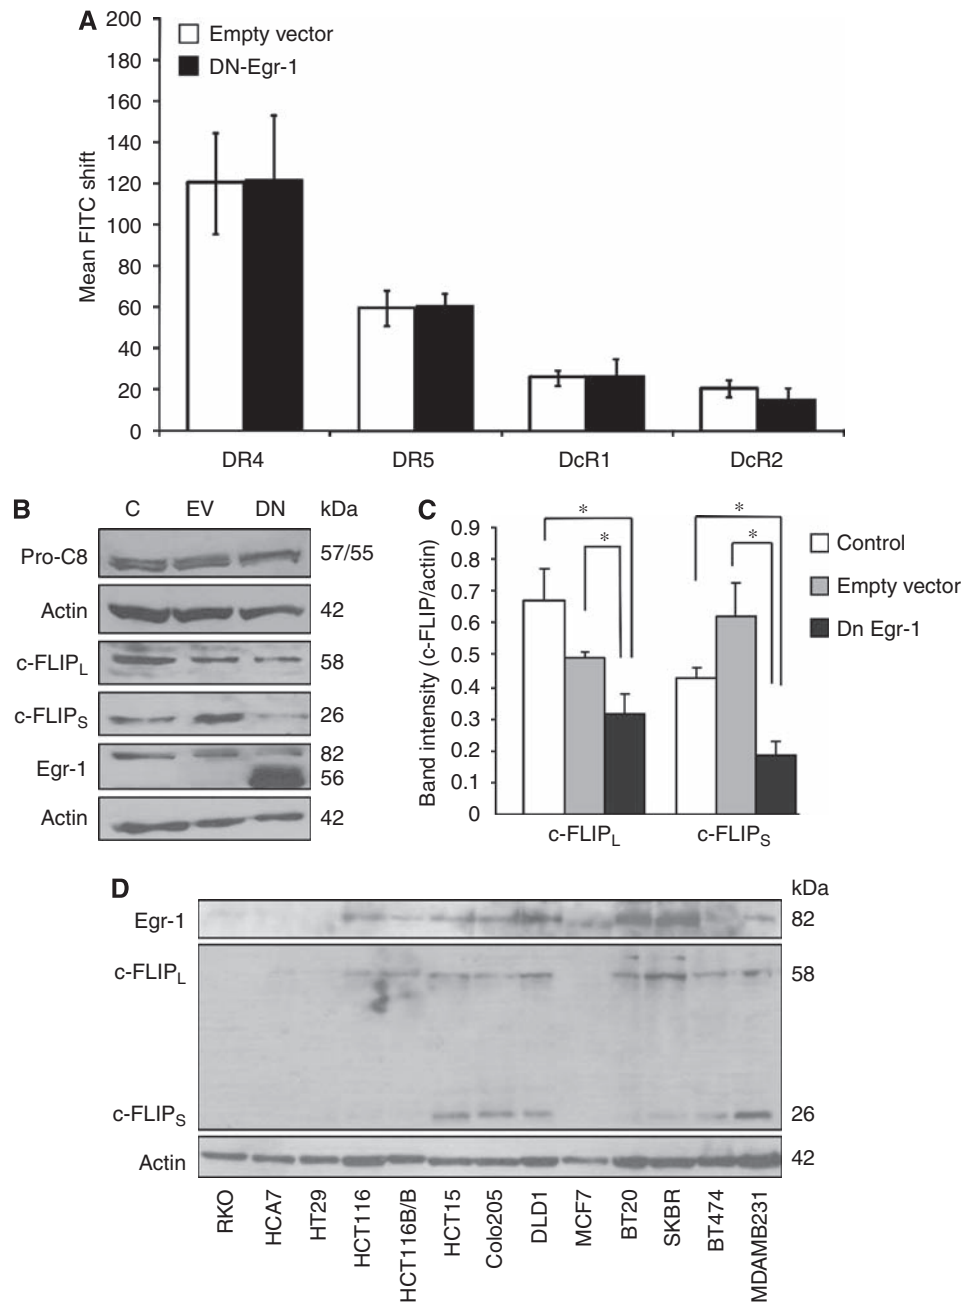 A
Empty vector
DN-Egr-1
Mean FITC shift
200
180
160
140
120
100
80
60
40
20
0
DR4 DR5 DcR1 DcR2
B
C EV DN kDa
Pro-C8 57/55
Actin 42
c-FLIPL 58
c-FLIPS 26
Egr-1 82
56
Actin 42
C
Band intensity (c-FLIP/actin)
0.9
0.8
0.7
0.6
0.5
0.4
0.3
0.2
0.1
0
* *
* *
c-FLIPL c-FLIPS
Control
Empty vector
Dn Egr-1
D
kDa
Egr-1 82
c-FLIPL 58
c-FLIPS 26
Actin 42
RKO
HCA7
HT29
HCT116
HCT116B/B
HCT15
Colo205
DLD1
MCF7
BT20
SKBR
BT474
MDAMB231